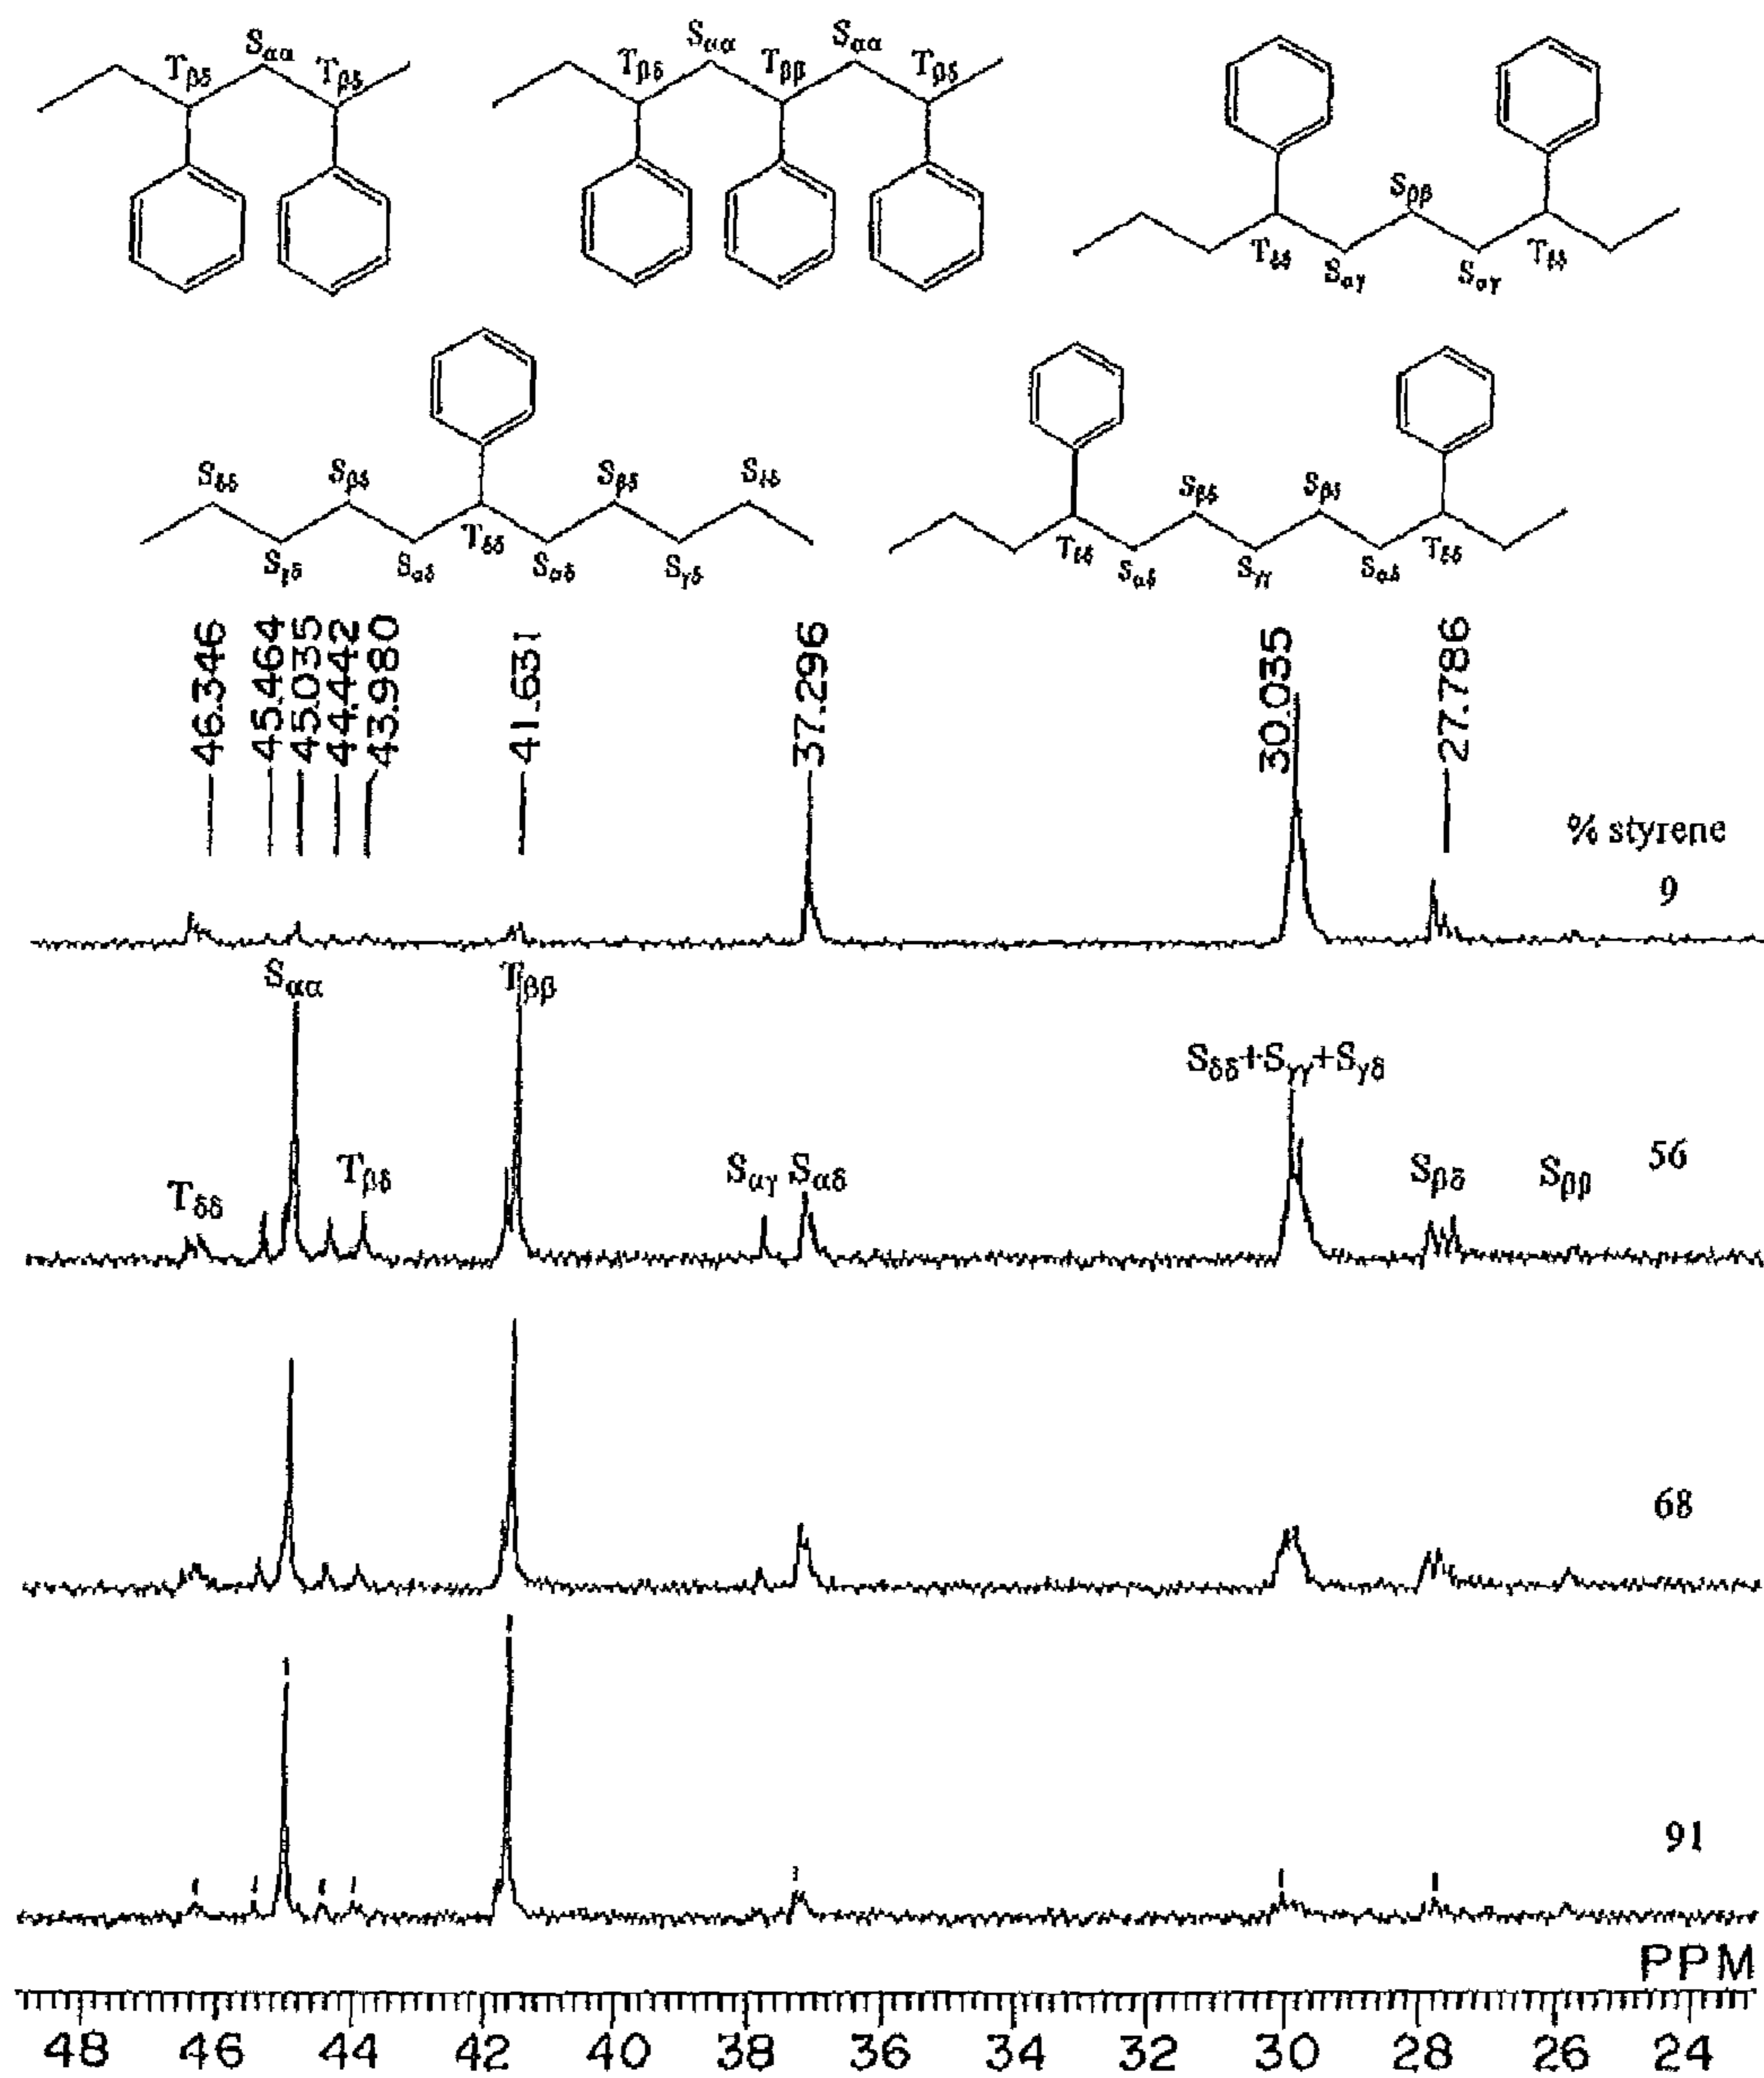 Tβδ Sαα Tβδ
Tβδ Sαα Tββ Sαα Tβδ
Tδδ Sαγ Sββ Sαγ Tδδ
Sδδ Sγδ Sβδ Sαδ Tδδ Sαδ Sβδ Sγδ Sδδ
Tδδ Sαδ Sβδ Sγγ Sβδ Sαδ Tδδ
46.346
45.464
45.035
44.442
43.980
41.631
37.296
30.035
27.786
% styrene
9
Sαα Tββ
Sδδ+Sγγ+Sγδ
Tδδ Tβδ Sαγ Sαδ Sβδ Sββ 56
68
91
PPM
48 46 44 42 40 38 36 34 32 30 28 26 24